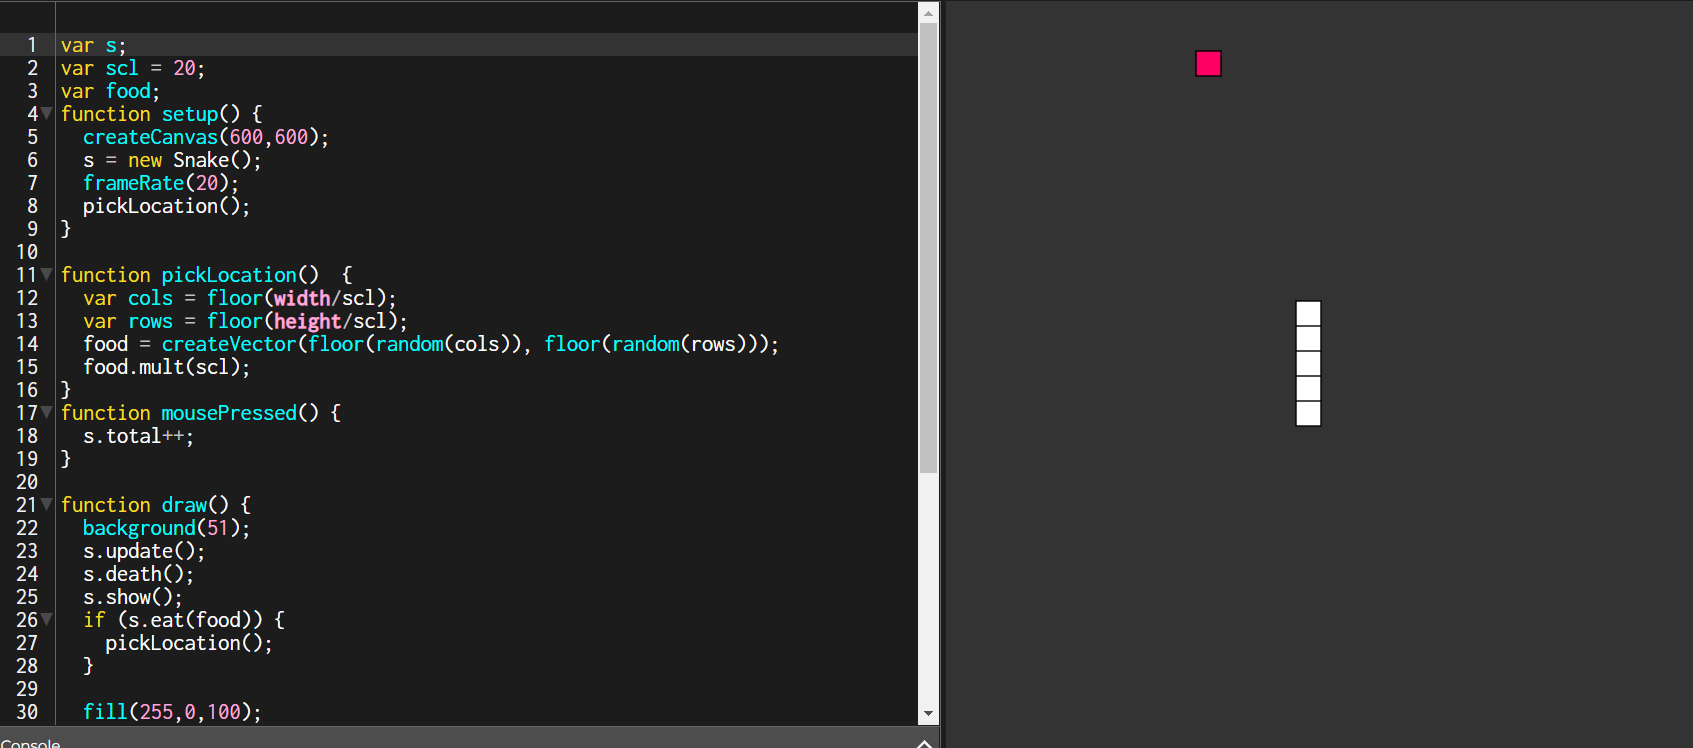 1 var s;
2 var scl = 20;
3 var food;
4 function setup() {
5 createCanvas(600,600);
6 s = new Snake();
7 frameRate(20);
8 pickLocation();
9 }
10
11 function pickLocation()  {
12 var cols = floor(width/scl);
13 var rows = floor(height/scl);
14 food = createVector(floor(random(cols)), floor(random(rows)));
15 food.mult(scl);
16 }
17 function mousePressed() {
18 s.total++;
19 }
20
21 function draw() {
22 background(51);
23 s.update();
24 s.death();
25 s.show();
26 if (s.eat(food)) {
27 pickLocation();
28 }
29
30 fill(255,0,100);
Console